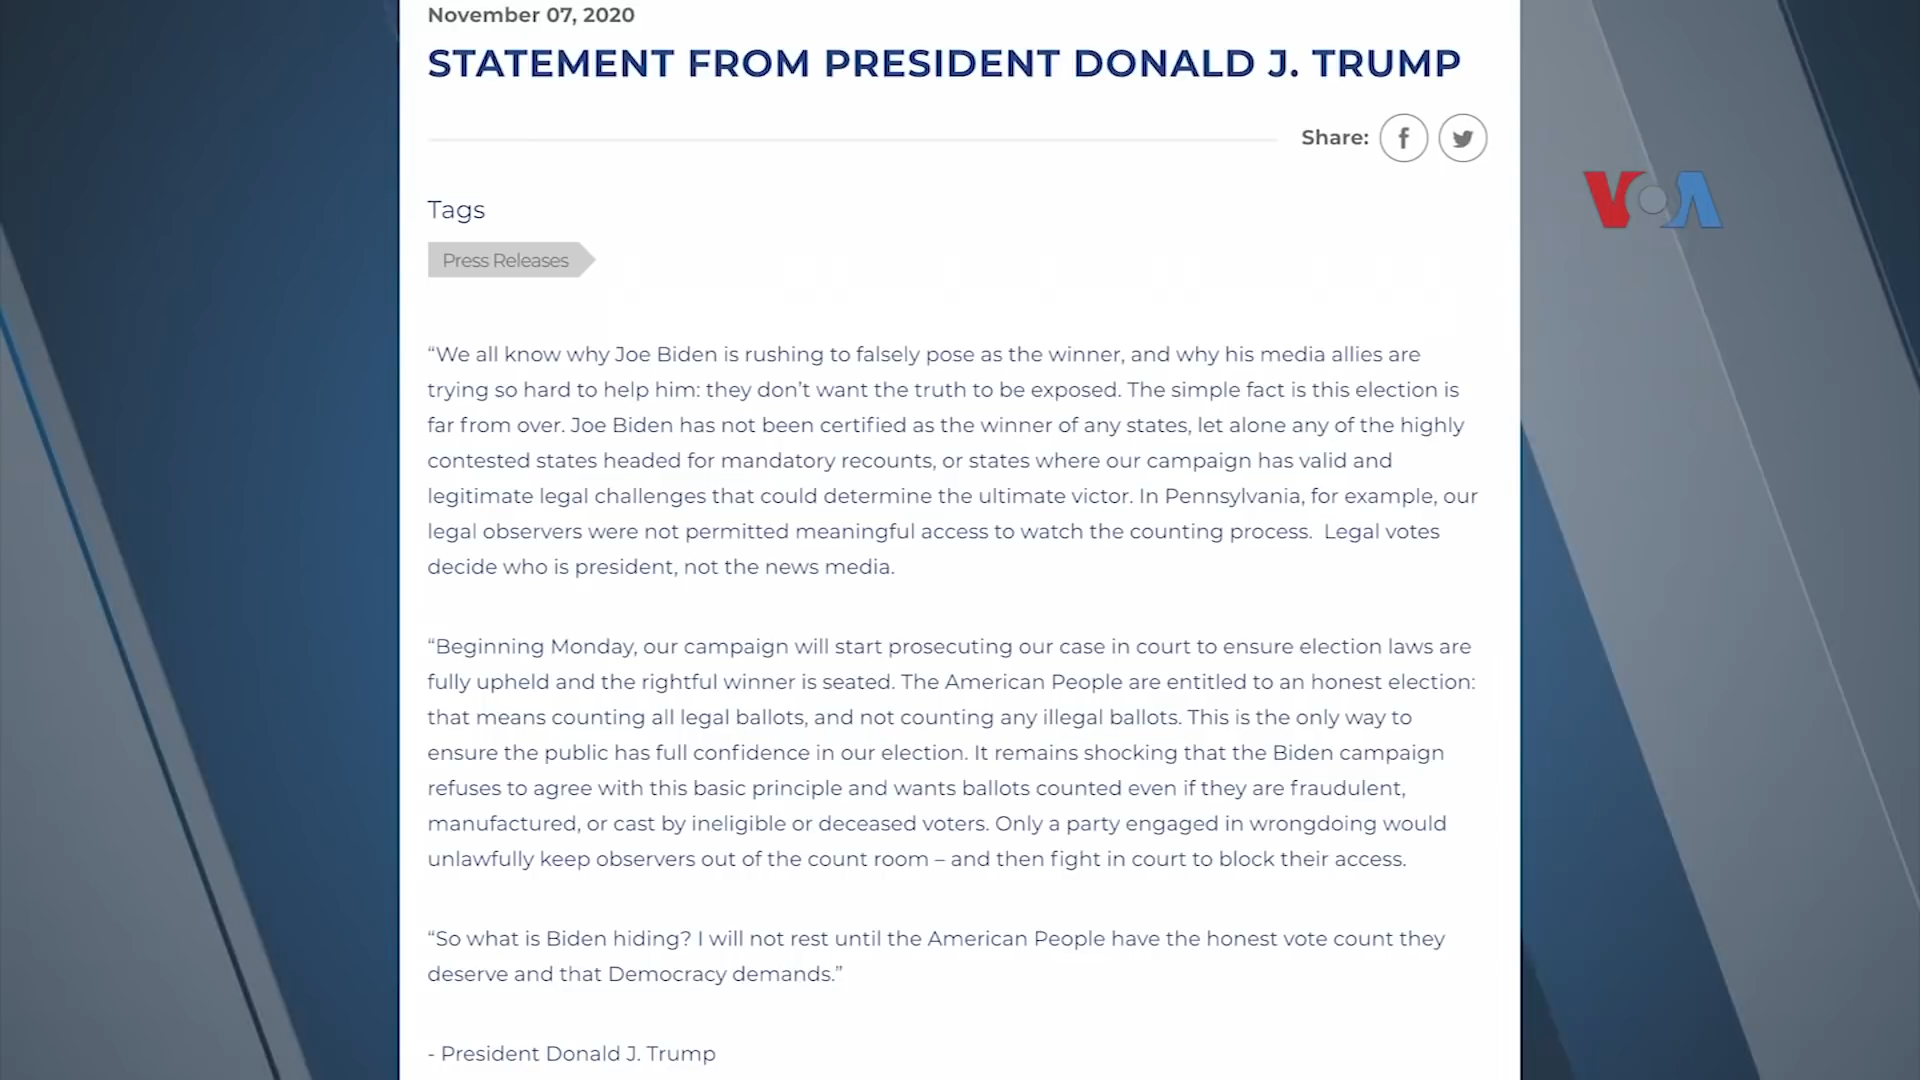 November 07, 2020
STATEMENT FROM PRESIDENT DONALD J. TRUMP
Share:
VOA
Tags
Press Releases
“We all know why Joe Biden is rushing to falsely pose as the winner, and why his media allies are
trying so hard to help him: they don’t want the truth to be exposed. The simple fact is this election is
far from over. Joe Biden has not been certified as the winner of any states, let alone any of the highly
contested states headed for mandatory recounts, or states where our campaign has valid and
legitimate legal challenges that could determine the ultimate victor. In Pennsylvania, for example, our
legal observers were not permitted meaningful access to watch the counting process.  Legal votes
decide who is president, not the news media.
“Beginning Monday, our campaign will start prosecuting our case in court to ensure election laws are
fully upheld and the rightful winner is seated. The American People are entitled to an honest election:
that means counting all legal ballots, and not counting any illegal ballots. This is the only way to
ensure the public has full confidence in our election. It remains shocking that the Biden campaign
refuses to agree with this basic principle and wants ballots counted even if they are fraudulent,
manufactured, or cast by ineligible or deceased voters. Only a party engaged in wrongdoing would
unlawfully keep observers out of the count room – and then fight in court to block their access.
“So what is Biden hiding? I will not rest until the American People have the honest vote count they
deserve and that Democracy demands.”
- President Donald J. Trump